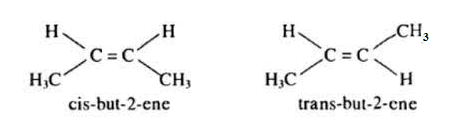 H H H CH₃
C=C C=C
H₃C CH₃ H₃C H
cis-but-2-ene trans-but-2-ene